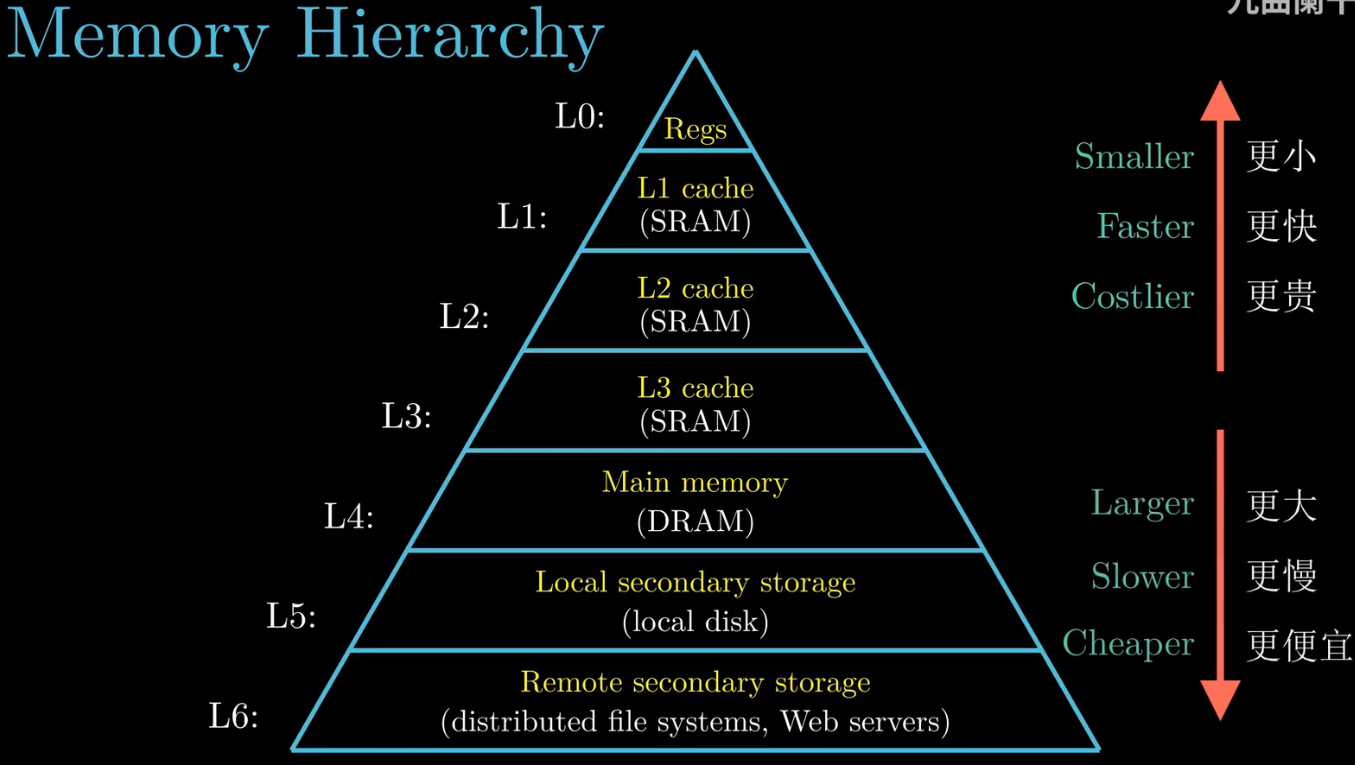 Memory Hierarchy
L0:
Regs
L1:
L1 cache
(SRAM)
L2:
L2 cache
(SRAM)
L3:
L3 cache
(SRAM)
L4:
Main memory
(DRAM)
L5:
Local secondary storage
(local disk)
L6:
Remote secondary storage
(distributed file systems, Web servers)
Smaller 更小
Faster 更快
Costlier 更贵
Larger 更大
Slower 更慢
Cheaper 更便宜